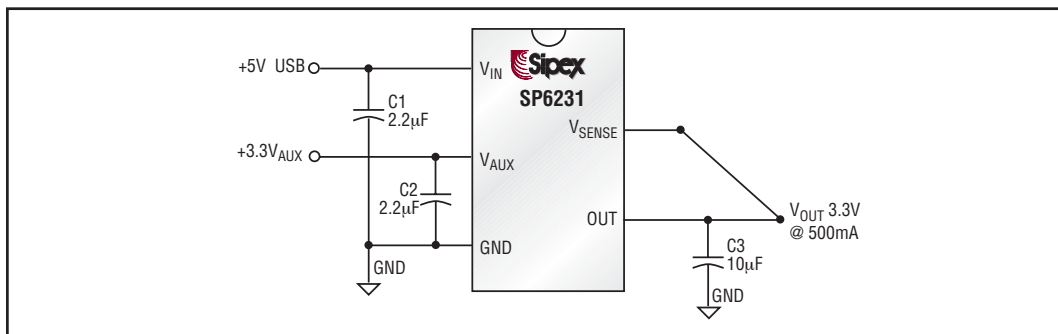 Sipex
SP6231
+5V USB
VIN
C1
2.2µF
VSENSE
+3.3VAUX
VAUX
C2
2.2µF
OUT
VOUT 3.3V
@ 500mA
GND
GND
C3
10µF
GND